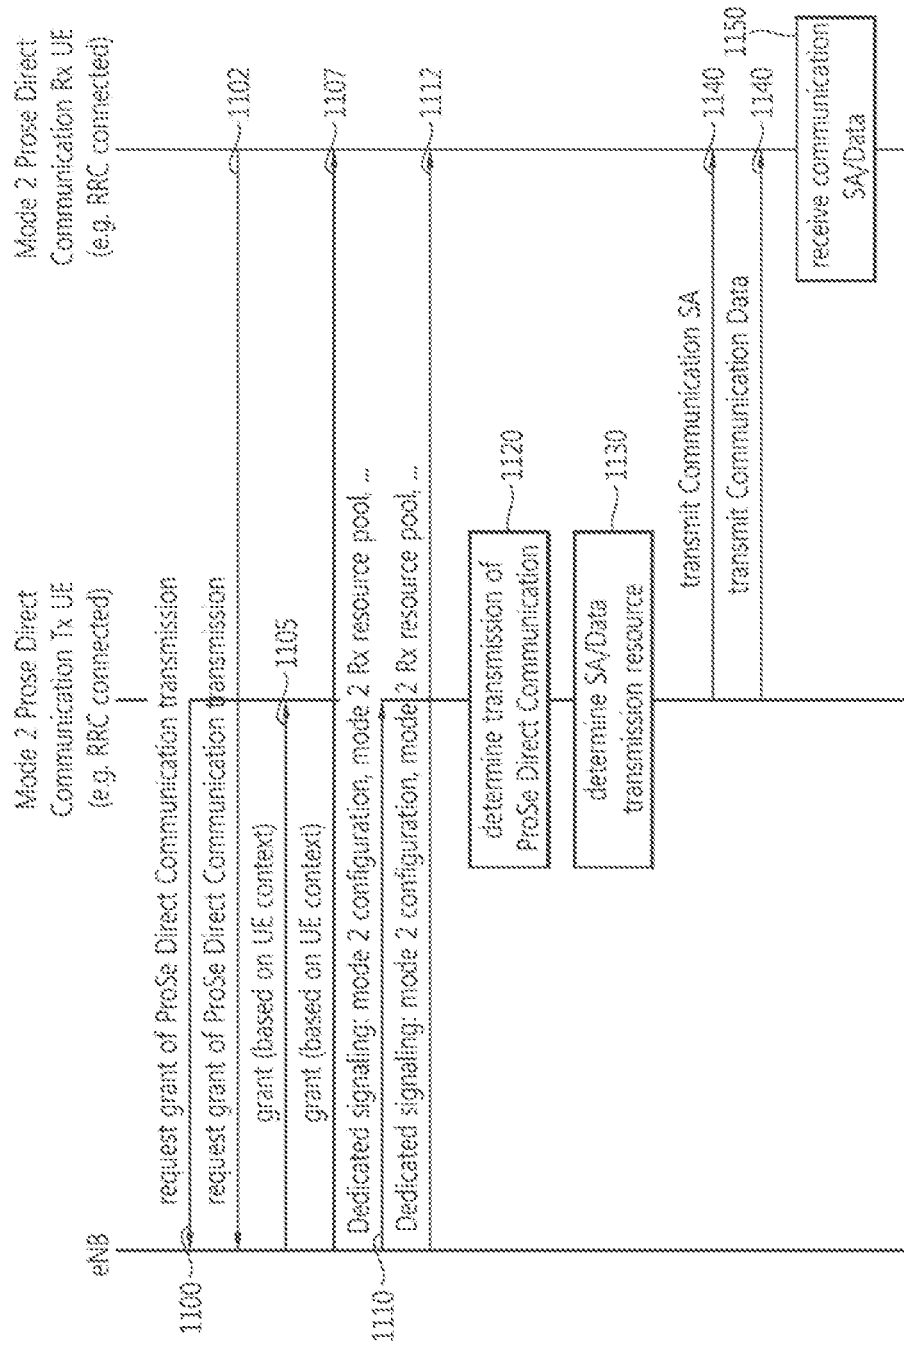 eNB
Mode 2 Prose Direct
Communication Tx UE
(e.g. RRC connected)
Mode 2 Prose Direct
Communication Rx UE
(e.g. RRC connected)
1100
request grant of ProSe Direct Communication transmission
request grant of ProSe Direct Communication transmission
1102
grant (based on UE context)
1105
grant (based on UE context)
1107
Dedicated signaling: mode 2 configuration, mode 2 Rx resource pool, ...
1110
Dedicated signaling: mode 2 configuration, mode 2 Rx resource pool, ...
1112
determine transmission of
ProSe Direct Communication
1120
determine SA/Data
transmission resource
1130
transmit Communication SA
1140
transmit Communication Data
1140
1150
receive communication
SA/Data